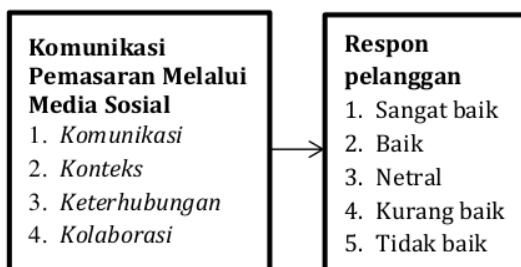 Komunikasi
Pemasaran Melalui
Media Sosial
1. Komunikasi
2. Konteks
3. Keterhubungan
4. Kolaborasi
Respon
pelanggan
1. Sangat baik
2. Baik
3. Netral
4. Kurang baik
5. Tidak baik